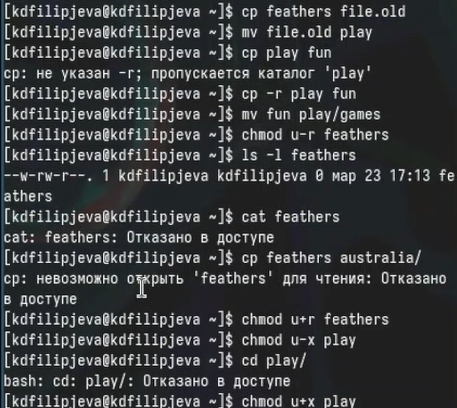 [kdfilipjeva@kdfilipjeva ~]$ cp feathers file.old
[kdfilipjeva@kdfilipjeva ~]$ mv file.old play
[kdfilipjeva@kdfilipjeva ~]$ cp play fun
cp: не указан -r; пропускается каталог 'play'
[kdfilipjeva@kdfilipjeva ~]$ cp -r play fun
[kdfilipjeva@kdfilipjeva ~]$ mv fun play/games
[kdfilipjeva@kdfilipjeva ~]$ chmod u-r feathers
[kdfilipjeva@kdfilipjeva ~]$ ls -l feathers
--w-rw-r--. 1 kdfilipjeva kdfilipjeva 0 мар 23 17:13 fe
athers
[kdfilipjeva@kdfilipjeva ~]$ cat feathers
cat: feathers: Отказано в доступе
[kdfilipjeva@kdfilipjeva ~]$ cp feathers australia/
cp: невозможно открыть 'feathers' для чтения: Отказано
в доступе
[kdfilipjeva@kdfilipjeva ~]$ chmod u+r feathers
[kdfilipjeva@kdfilipjeva ~]$ chmod u-x play
[kdfilipjeva@kdfilipjeva ~]$ cd play/
bash: cd: play/: Отказано в доступе
[kdfilipjeva@kdfilipjeva ~]$ chmod u+x play